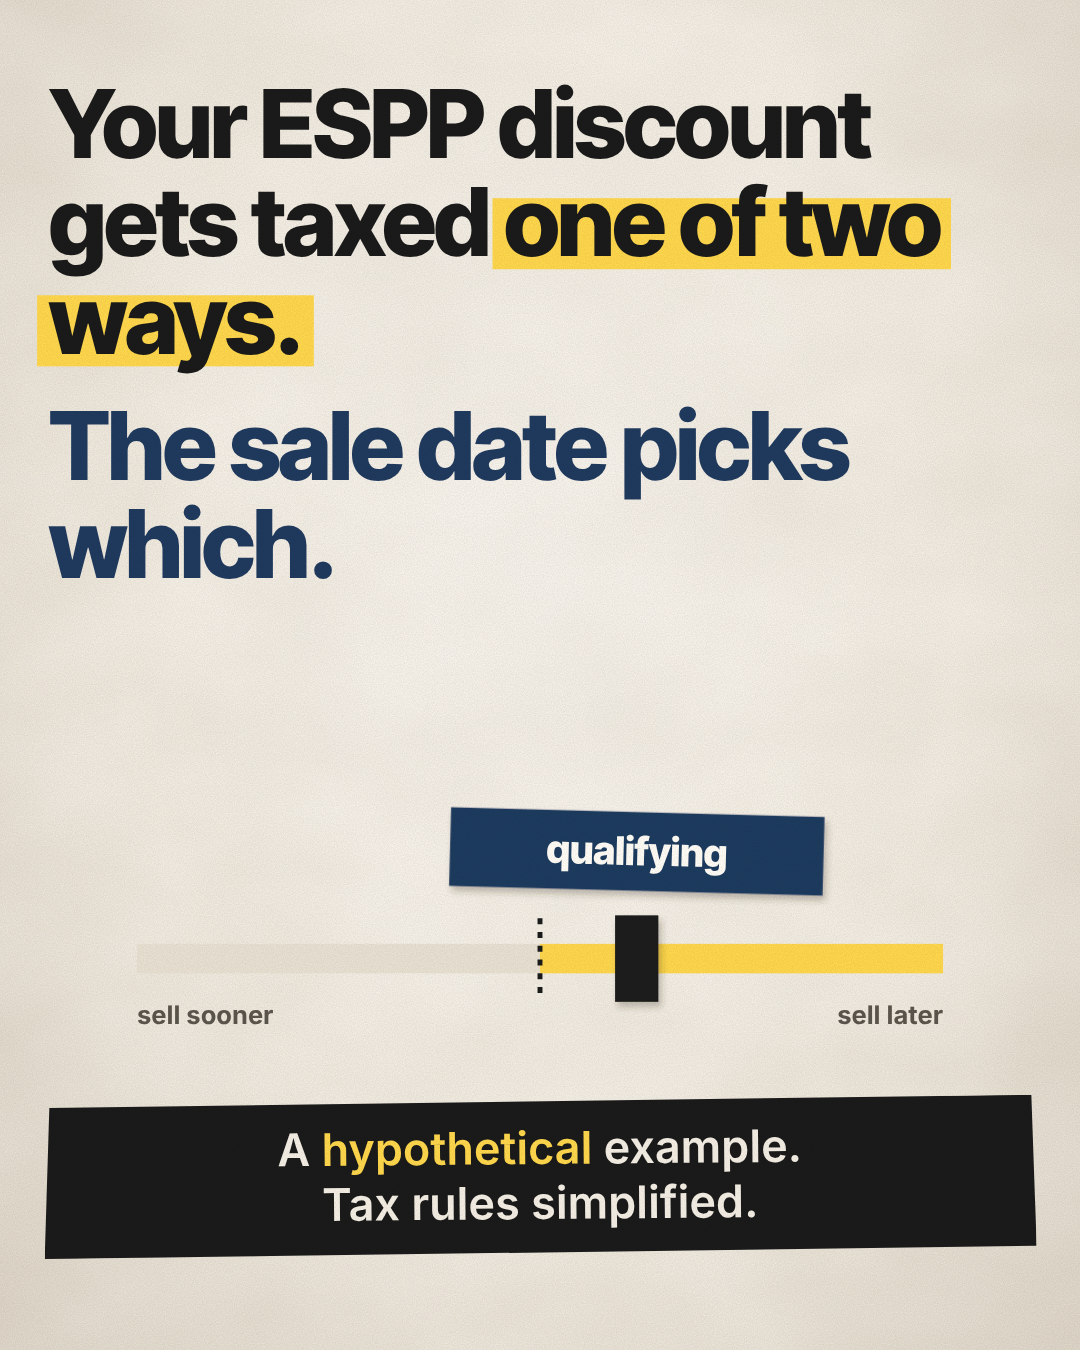 Your ESPP discount
gets taxed one of two
ways.
The sale date picks
which.
qualifying
sell sooner
sell later
A hypothetical example.
Tax rules simplified.